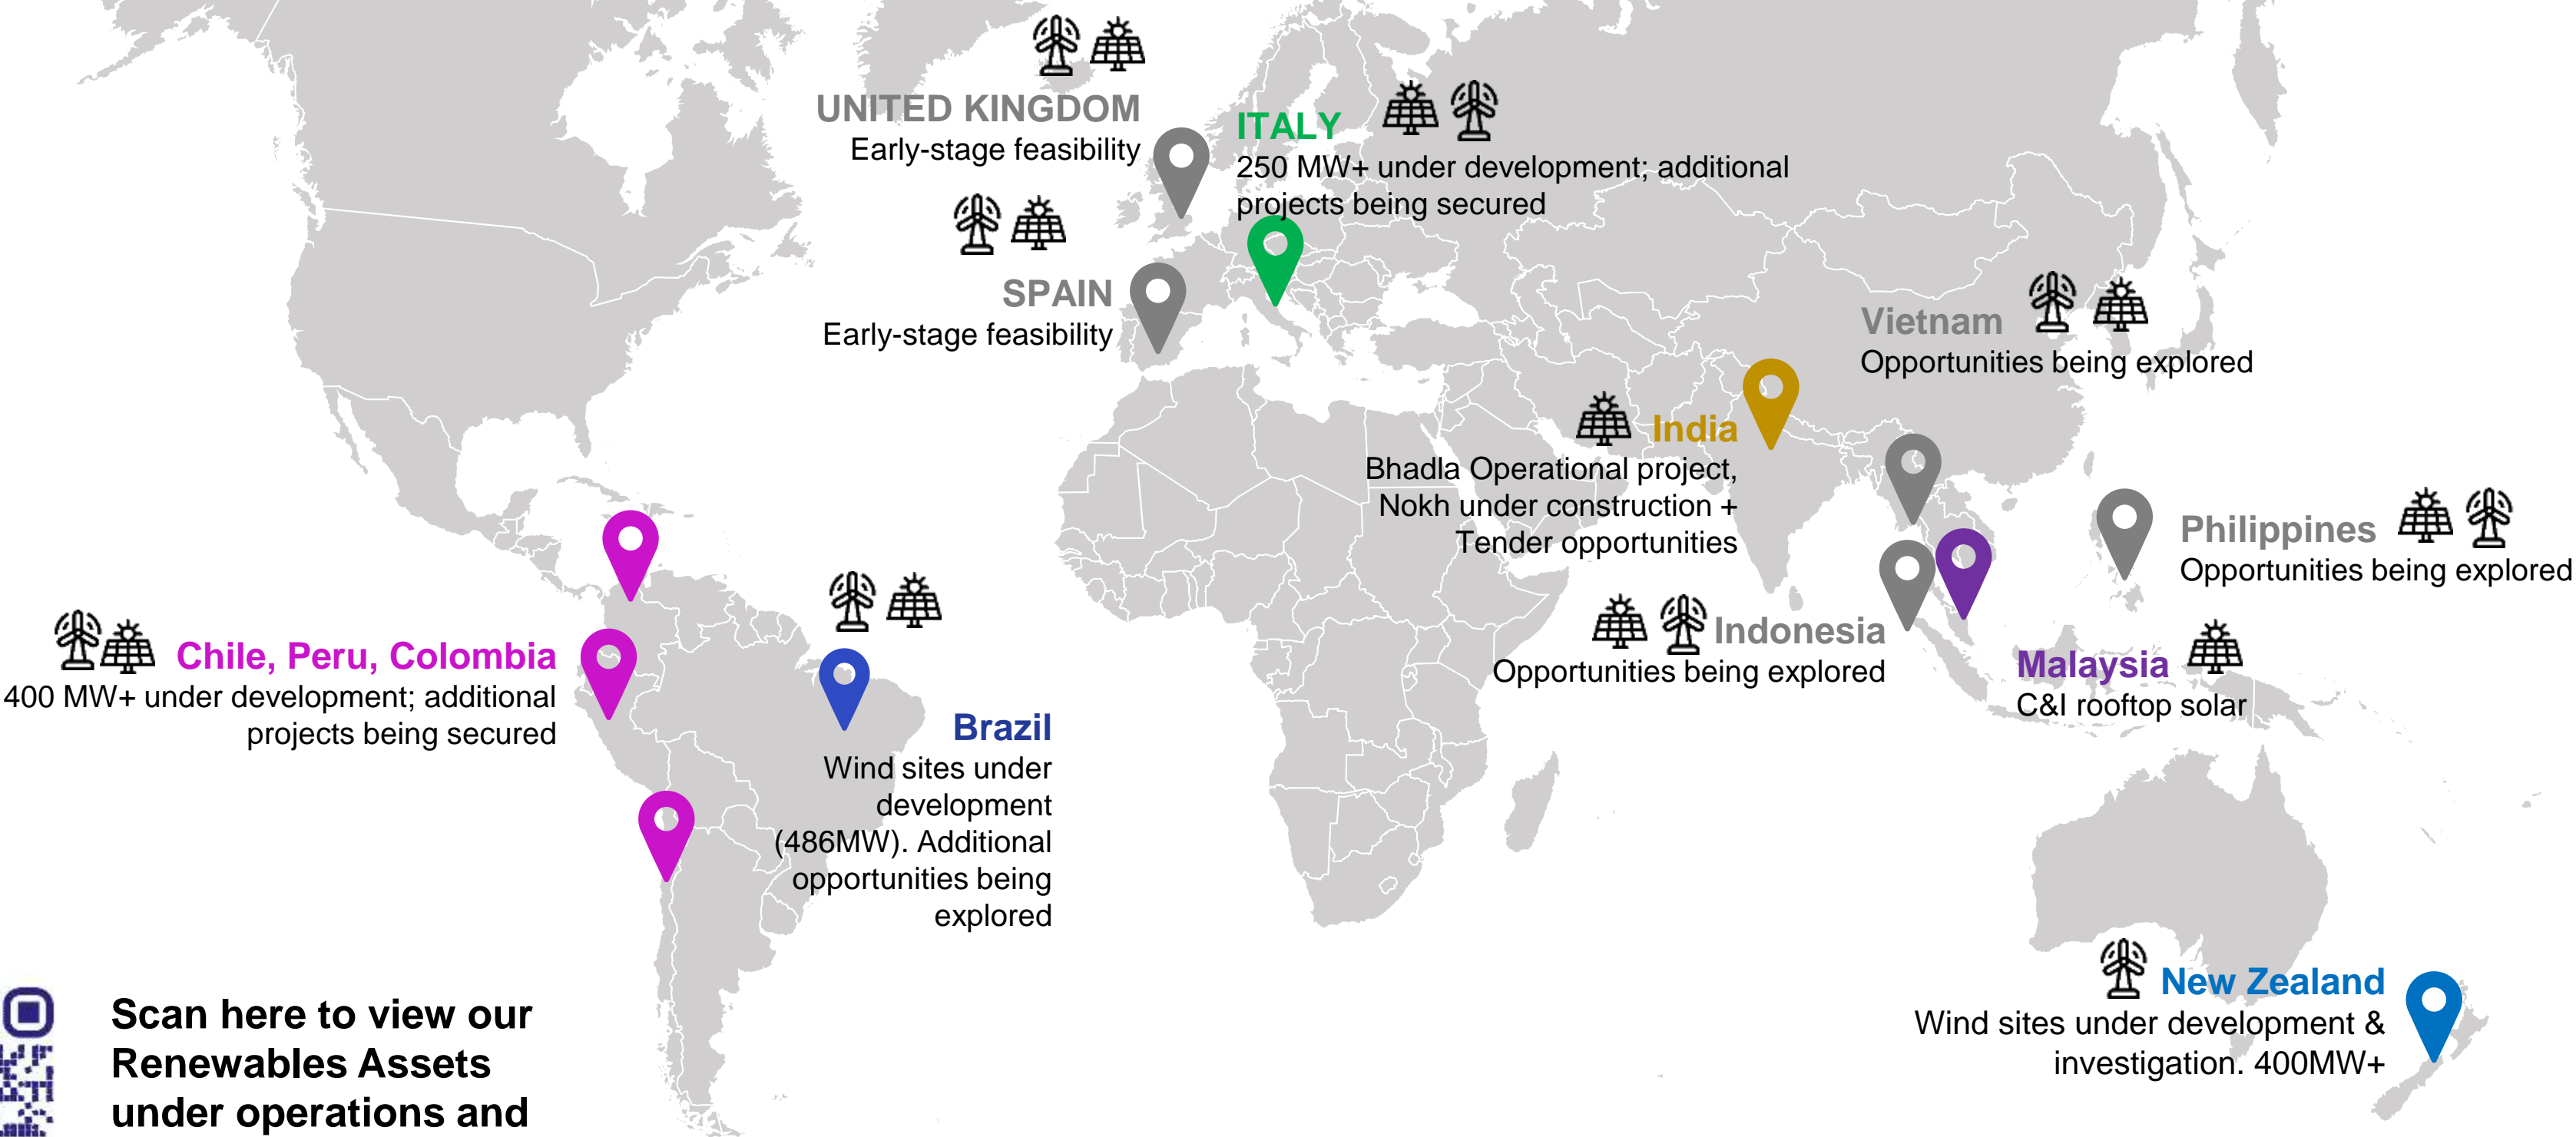 UNITED KINGDOM
Early-stage feasibility
ITALY
250 MW+ under development; additional
projects being secured
SPAIN
Early-stage feasibility
Vietnam
Opportunities being explored
India
Bhadla Operational project,
Nokh under construction +
Tender opportunities
Philippines
Opportunities being explored
Indonesia
Opportunities being explored
Malaysia
C&I rooftop solar
Chile, Peru, Colombia
400 MW+ under development; additional
projects being secured
Brazil
Wind sites under
development
(486MW). Additional
opportunities being
explored
New Zealand
Wind sites under development &
investigation. 400MW+
Scan here to view our
Renewables Assets
under operations and